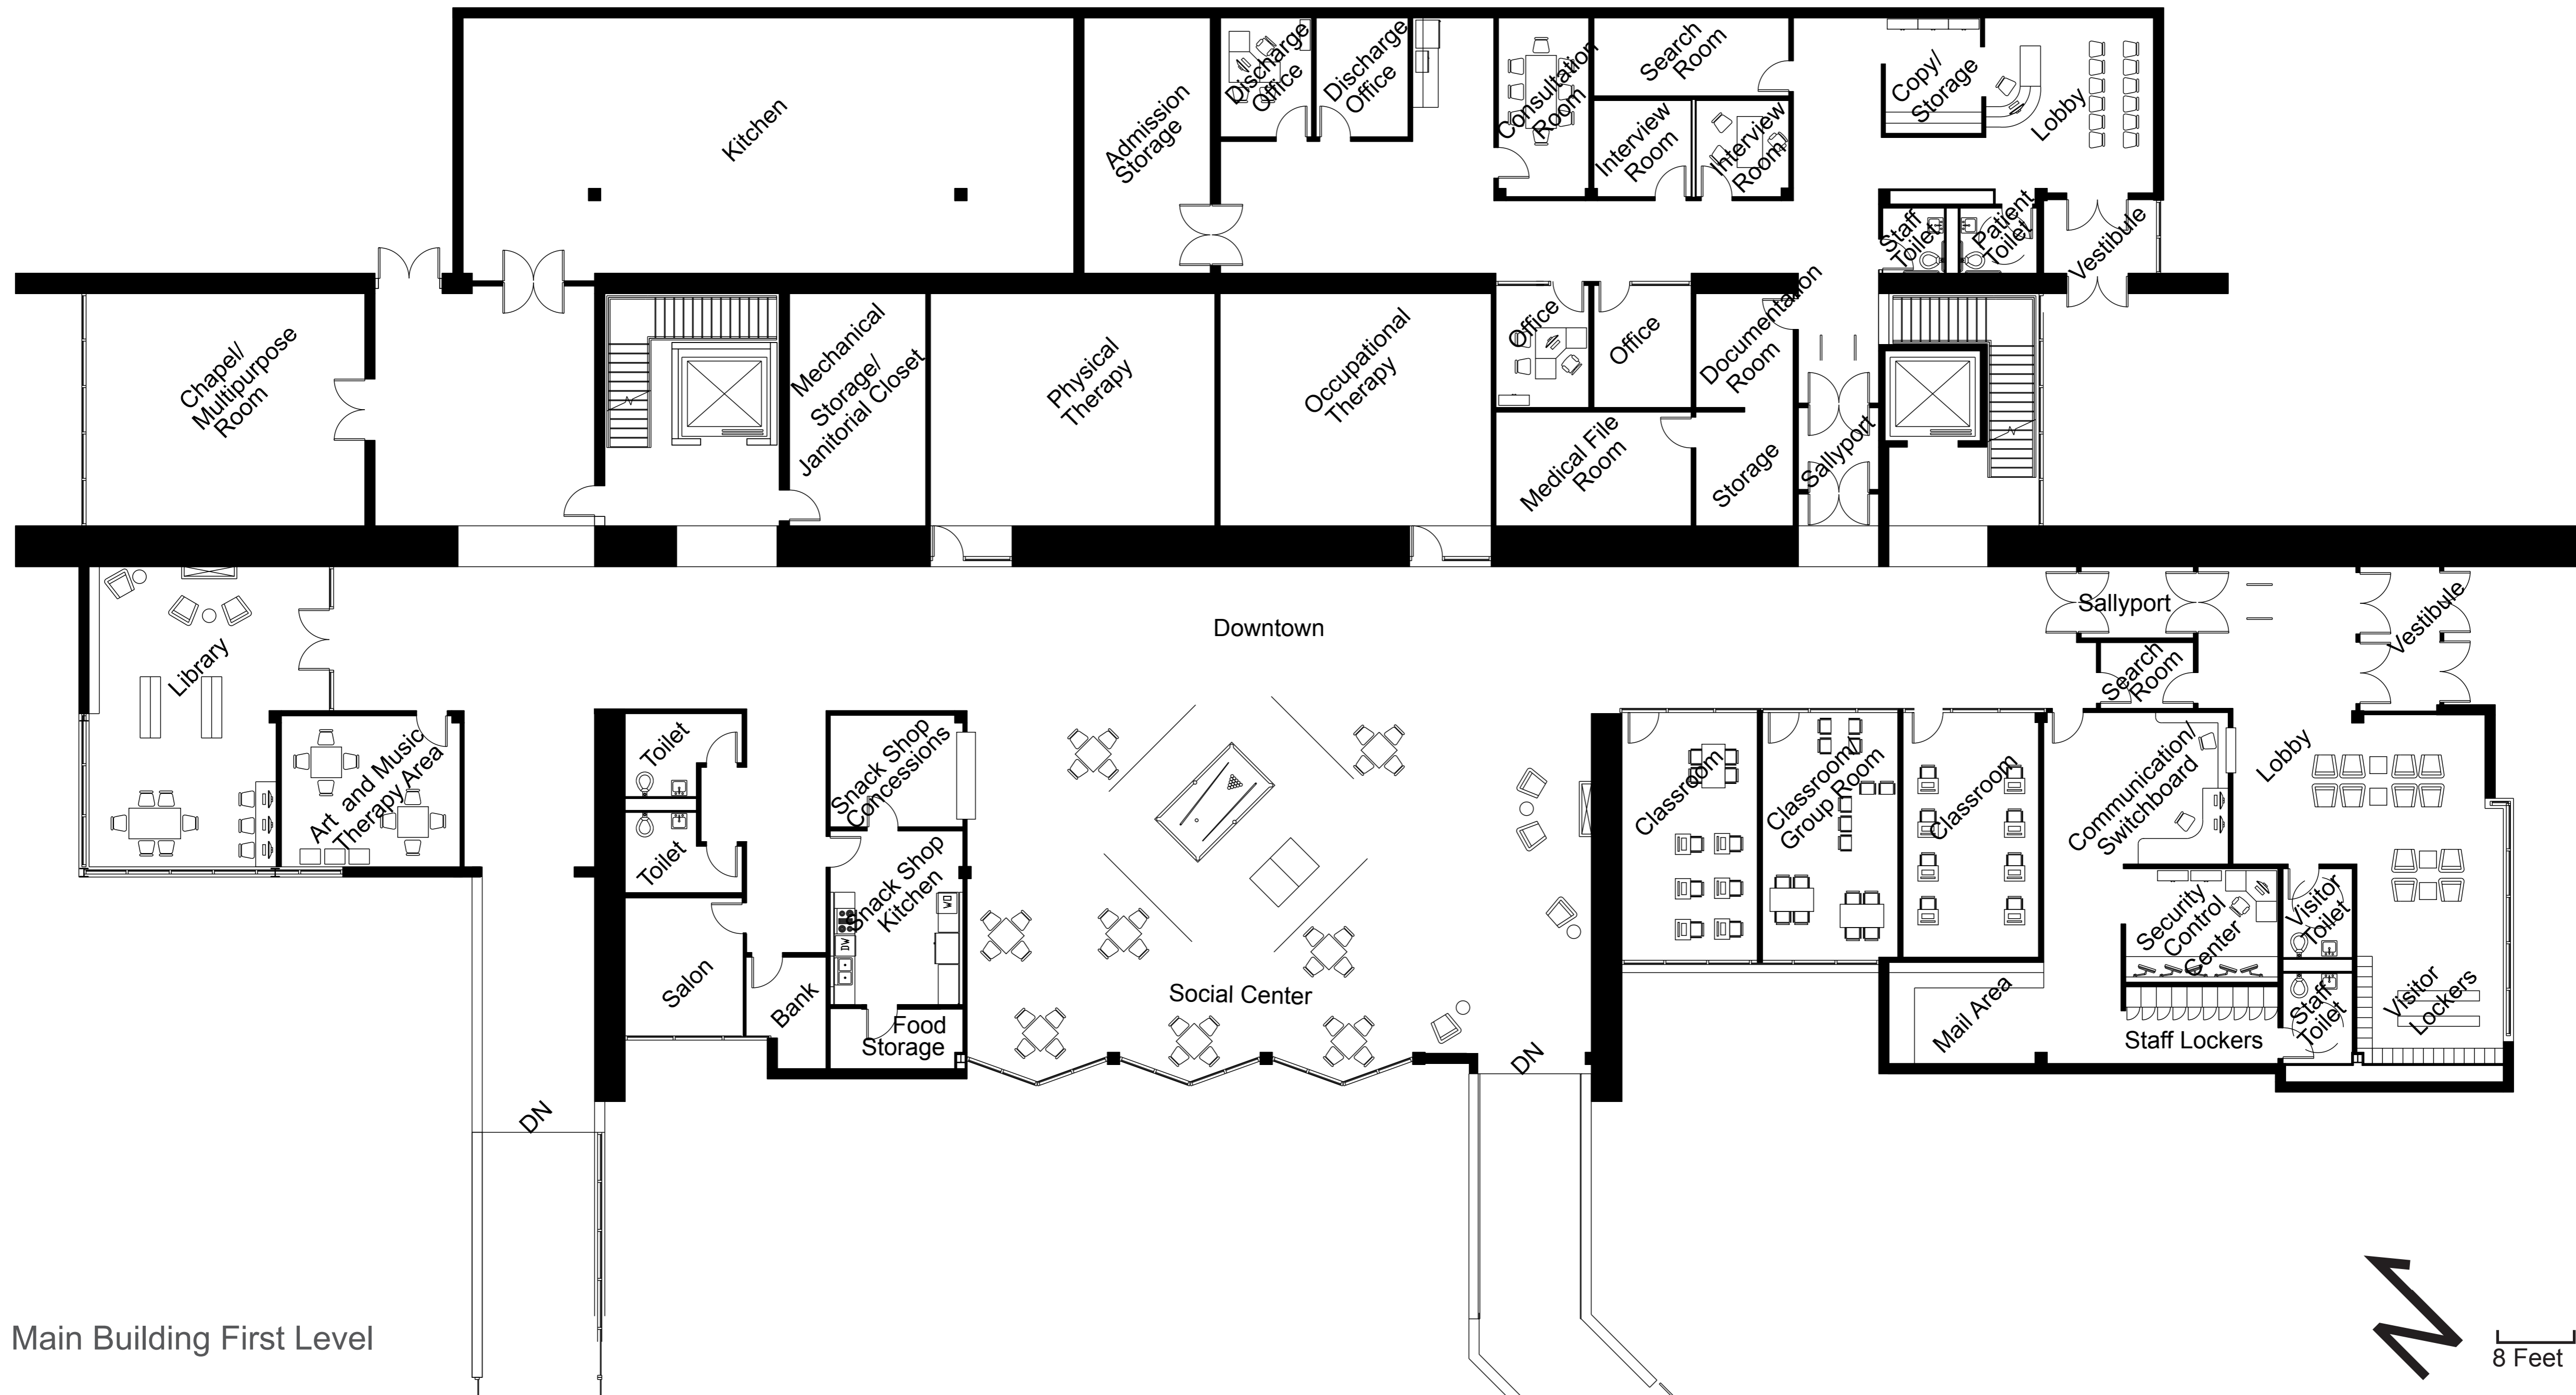 Kitchen
Admission
Storage
Discharge
Office
Discharge
Office
Consultation
Room
Search
Room
Interview
Room
Interview
Room
Copy/
Storage
Lobby
Staff
Toilet
Patient
Toilet
Vestibule
Chapel/
Multipurpose
Room
Mechanical
Storage/
Janitorial Closet
Physical
Therapy
Occupational
Therapy
Office
Office
Documentation
Room
Medical File
Room
Storage
Sallyport
Downtown
Sallyport
Search
Room
Vestibule
Library
Art
and Music
Therapy Area
Toilet
Toilet
Salon
Bank
Snack Shop
Concessions
Snack Shop
Kitchen
DW
WD
Food
Storage
Social Center
Classroom
Classroom/
Group Room
Classroom
Communication/
Switchboard
Lobby
Security
Control
Center
Visitor
Toilet
Mail Area
Staff Lockers
Staff
Toilet
Visitor
Lockers
DN
DN
Main Building First Level
N
8 Feet